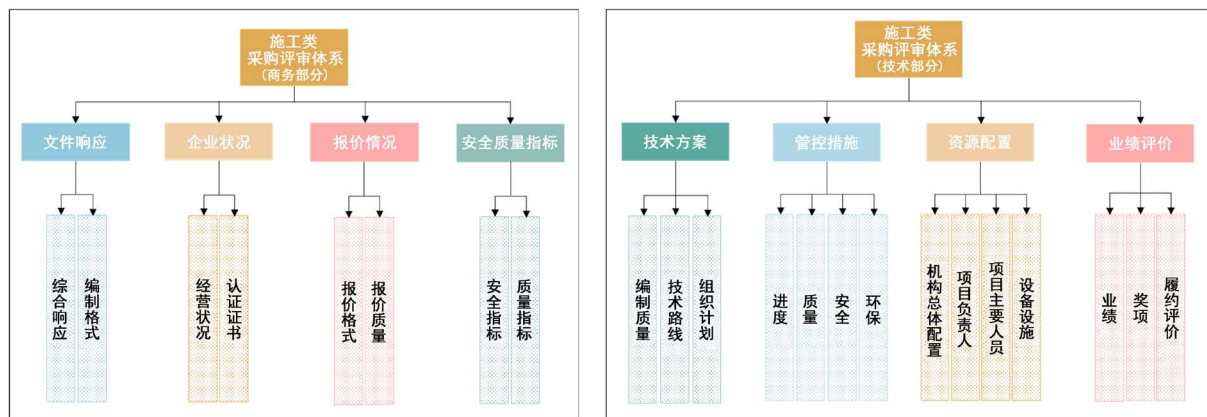 施工类
采购评审体系
(商务部分)
文件响应
企业状况
报价情况
安全质量指标
综合响应
编制格式
经营状况
认证证书
报价格式
报价质量
安全指标
质量指标
施工类
采购评审体系
(技术部分)
技术方案
管控措施
资源配置
业绩评价
编制质量
技术路线
组织计划
进度
质量
安全
环保
机构总体配置
项目负责人
项目主要人员
设备设施
业绩
奖项
履约评价